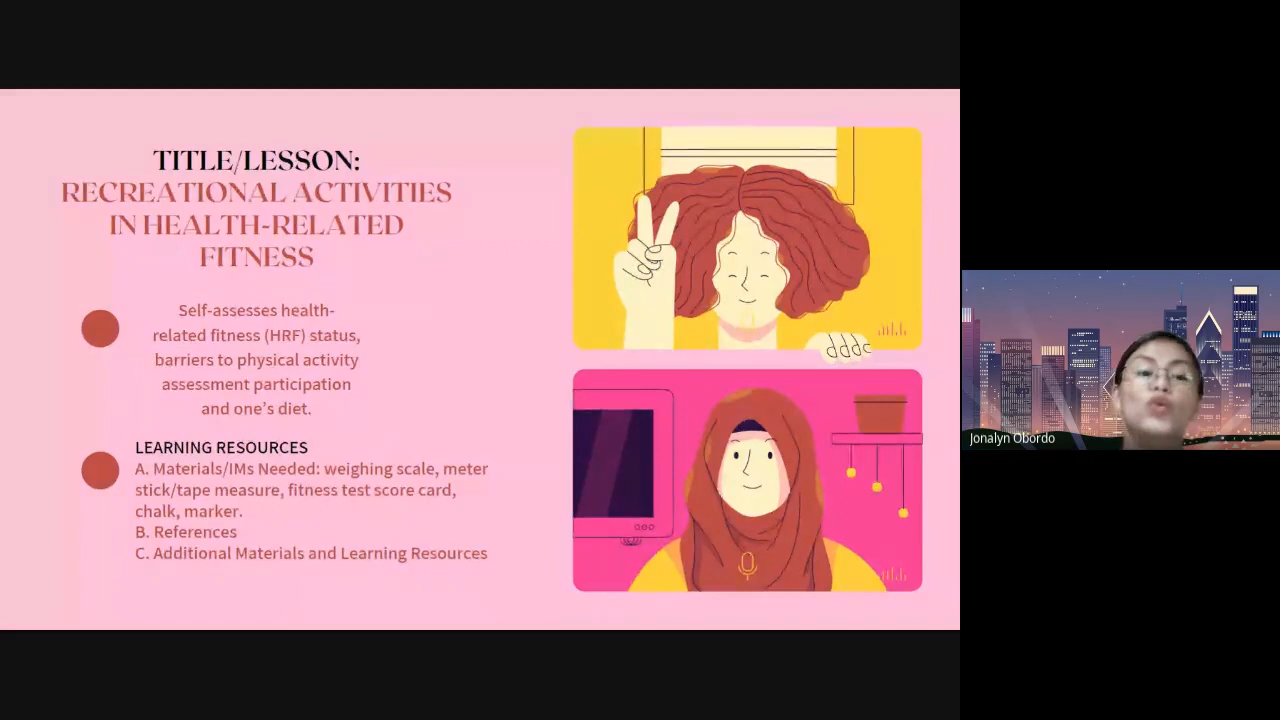 TITLE/LESSON:
RECREATIONAL ACTIVITIES
IN HEALTH-RELATED
FITNESS
Self-assesses health-
related fitness (HRF) status,
barriers to physical activity
assessment participation
and one's diet.
LEARNING RESOURCES
A. Materials/IMs Needed: weighing scale, meter
stick/tape measure, fitness test score card,
chalk, marker.
B. References
C. Additional Materials and Learning Resources
Jonalyn Obordo